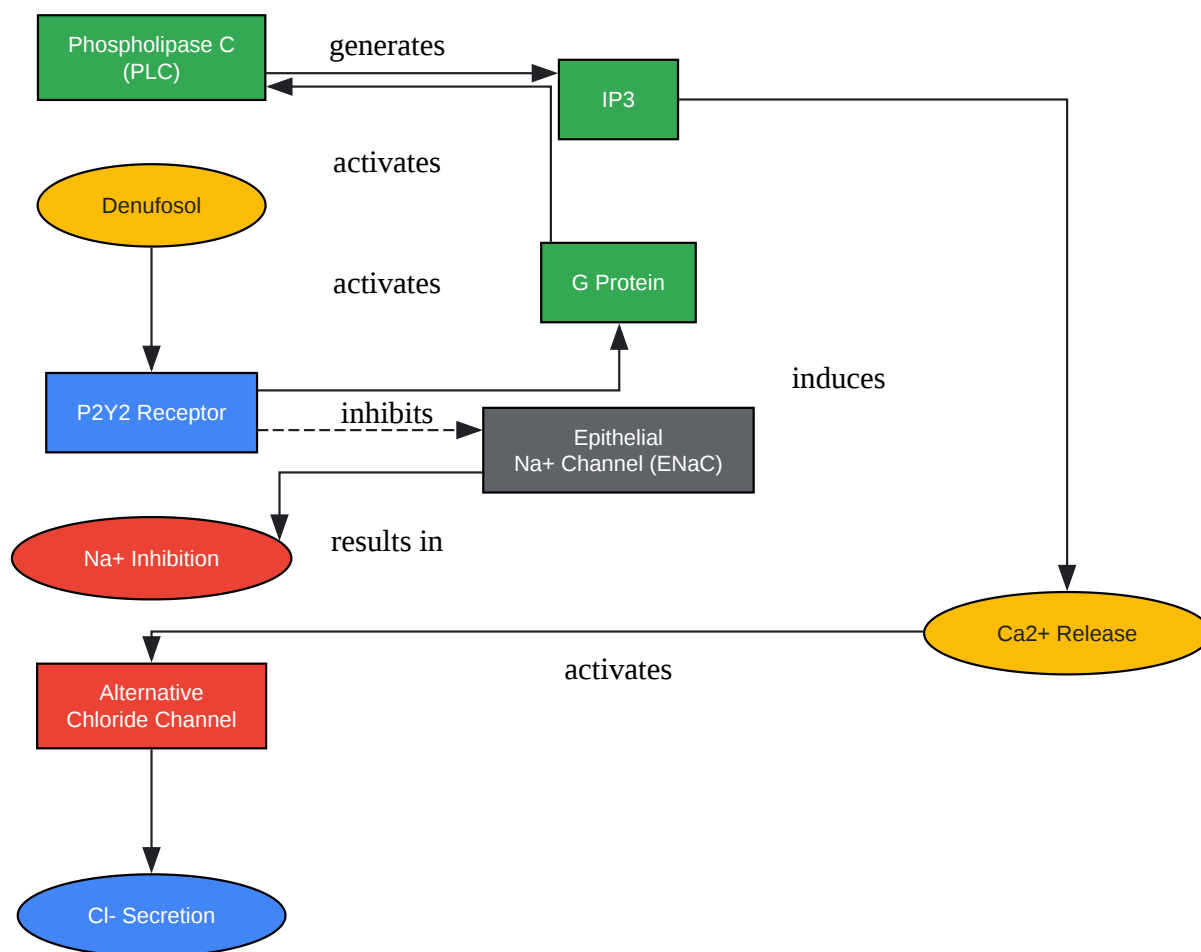 Phospholipase C
(PLC)
generates
IP3
activates
Denufosol
activates
G Protein
induces
P2Y2 Receptor
inhibits
Epithelial
Na+ Channel (ENaC)
results in
Na+ Inhibition
Ca2+ Release
activates
Alternative
Chloride Channel
Cl- Secretion